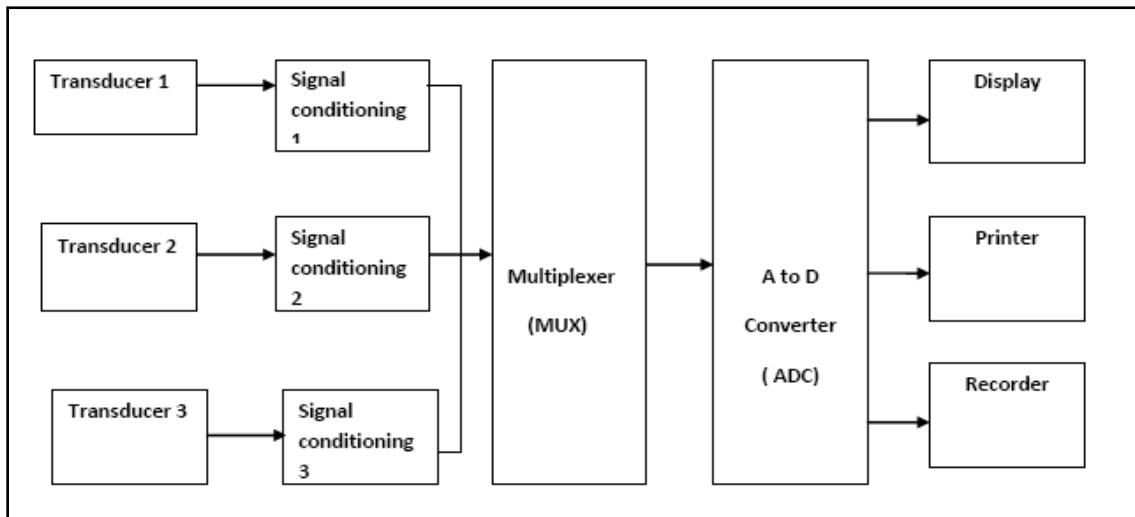 Transducer 1
Signal
conditioning
1
Transducer 2
Signal
conditioning
2
Transducer 3
Signal
conditioning
3
Multiplexer
(MUX)
A to D
Converter
( ADC)
Display
Printer
Recorder